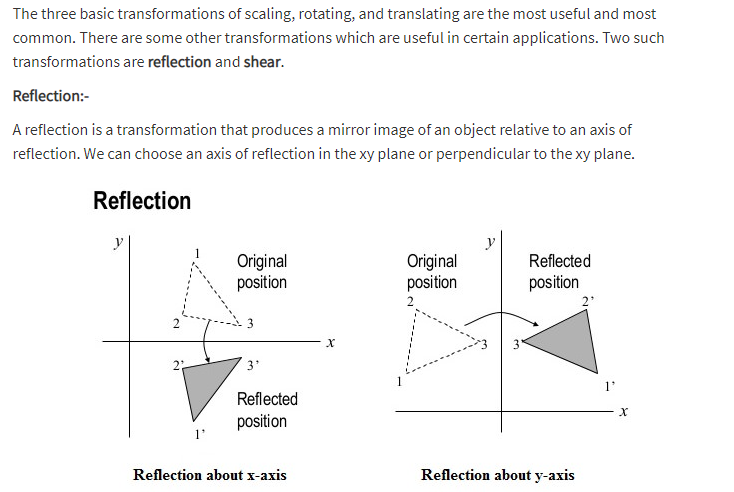 The three basic transformations of scaling, rotating, and translating are the most useful and most
common. There are some other transformations which are useful in certain applications. Two such
transformations are reflection and shear.
Reflection:-
A reflection is a transformation that produces a mirror image of an object relative to an axis of
reflection. We can choose an axis of reflection in the xy plane or perpendicular to the xy plane.
Reflection
y
1
Original
position
2
3
x
2'
3'
Reflected
position
1'
Reflection about x-axis
y
Original
position
Reflected
position
2
2'
3
3'
1
1'
x
Reflection about y-axis